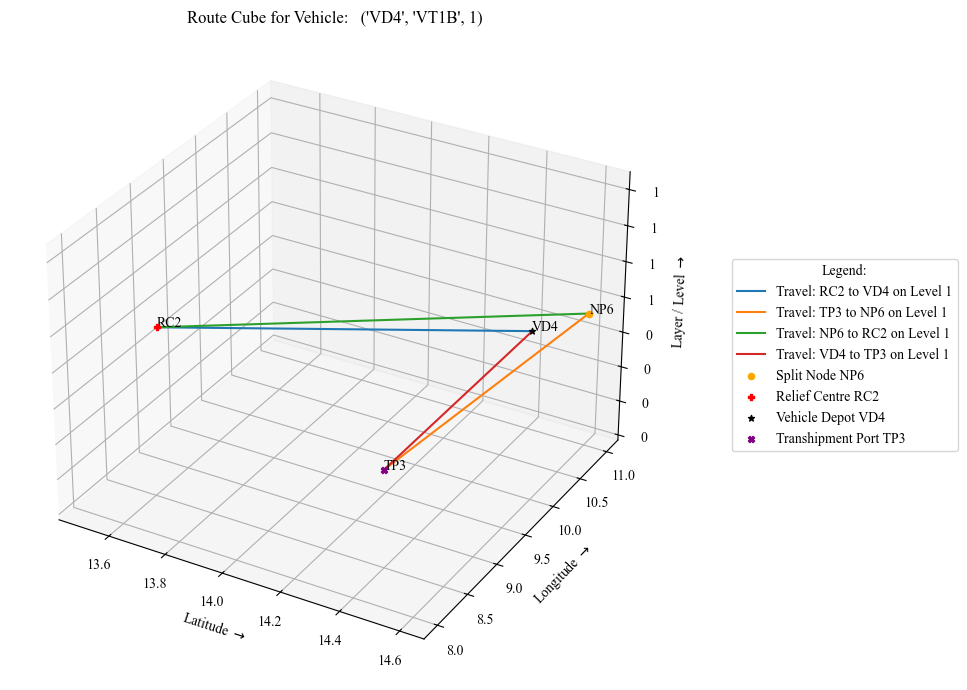 Route Cube for Vehicle:   ('VD4', 'VT1B', 1)
1
1
1
1
0
0
0
0
Layer / Level →
RC2
NP6
VD4
TP3
11.0
10.5
10.0
9.5
9.0
8.5
8.0
Longitude →
13.6
13.8
14.0
14.2
14.4
14.6
Latitude →
Legend:
Travel: RC2 to VD4 on Level 1
Travel: TP3 to NP6 on Level 1
Travel: NP6 to RC2 on Level 1
Travel: VD4 to TP3 on Level 1
Split Node NP6
Relief Centre RC2
Vehicle Depot VD4
Transhipment Port TP3